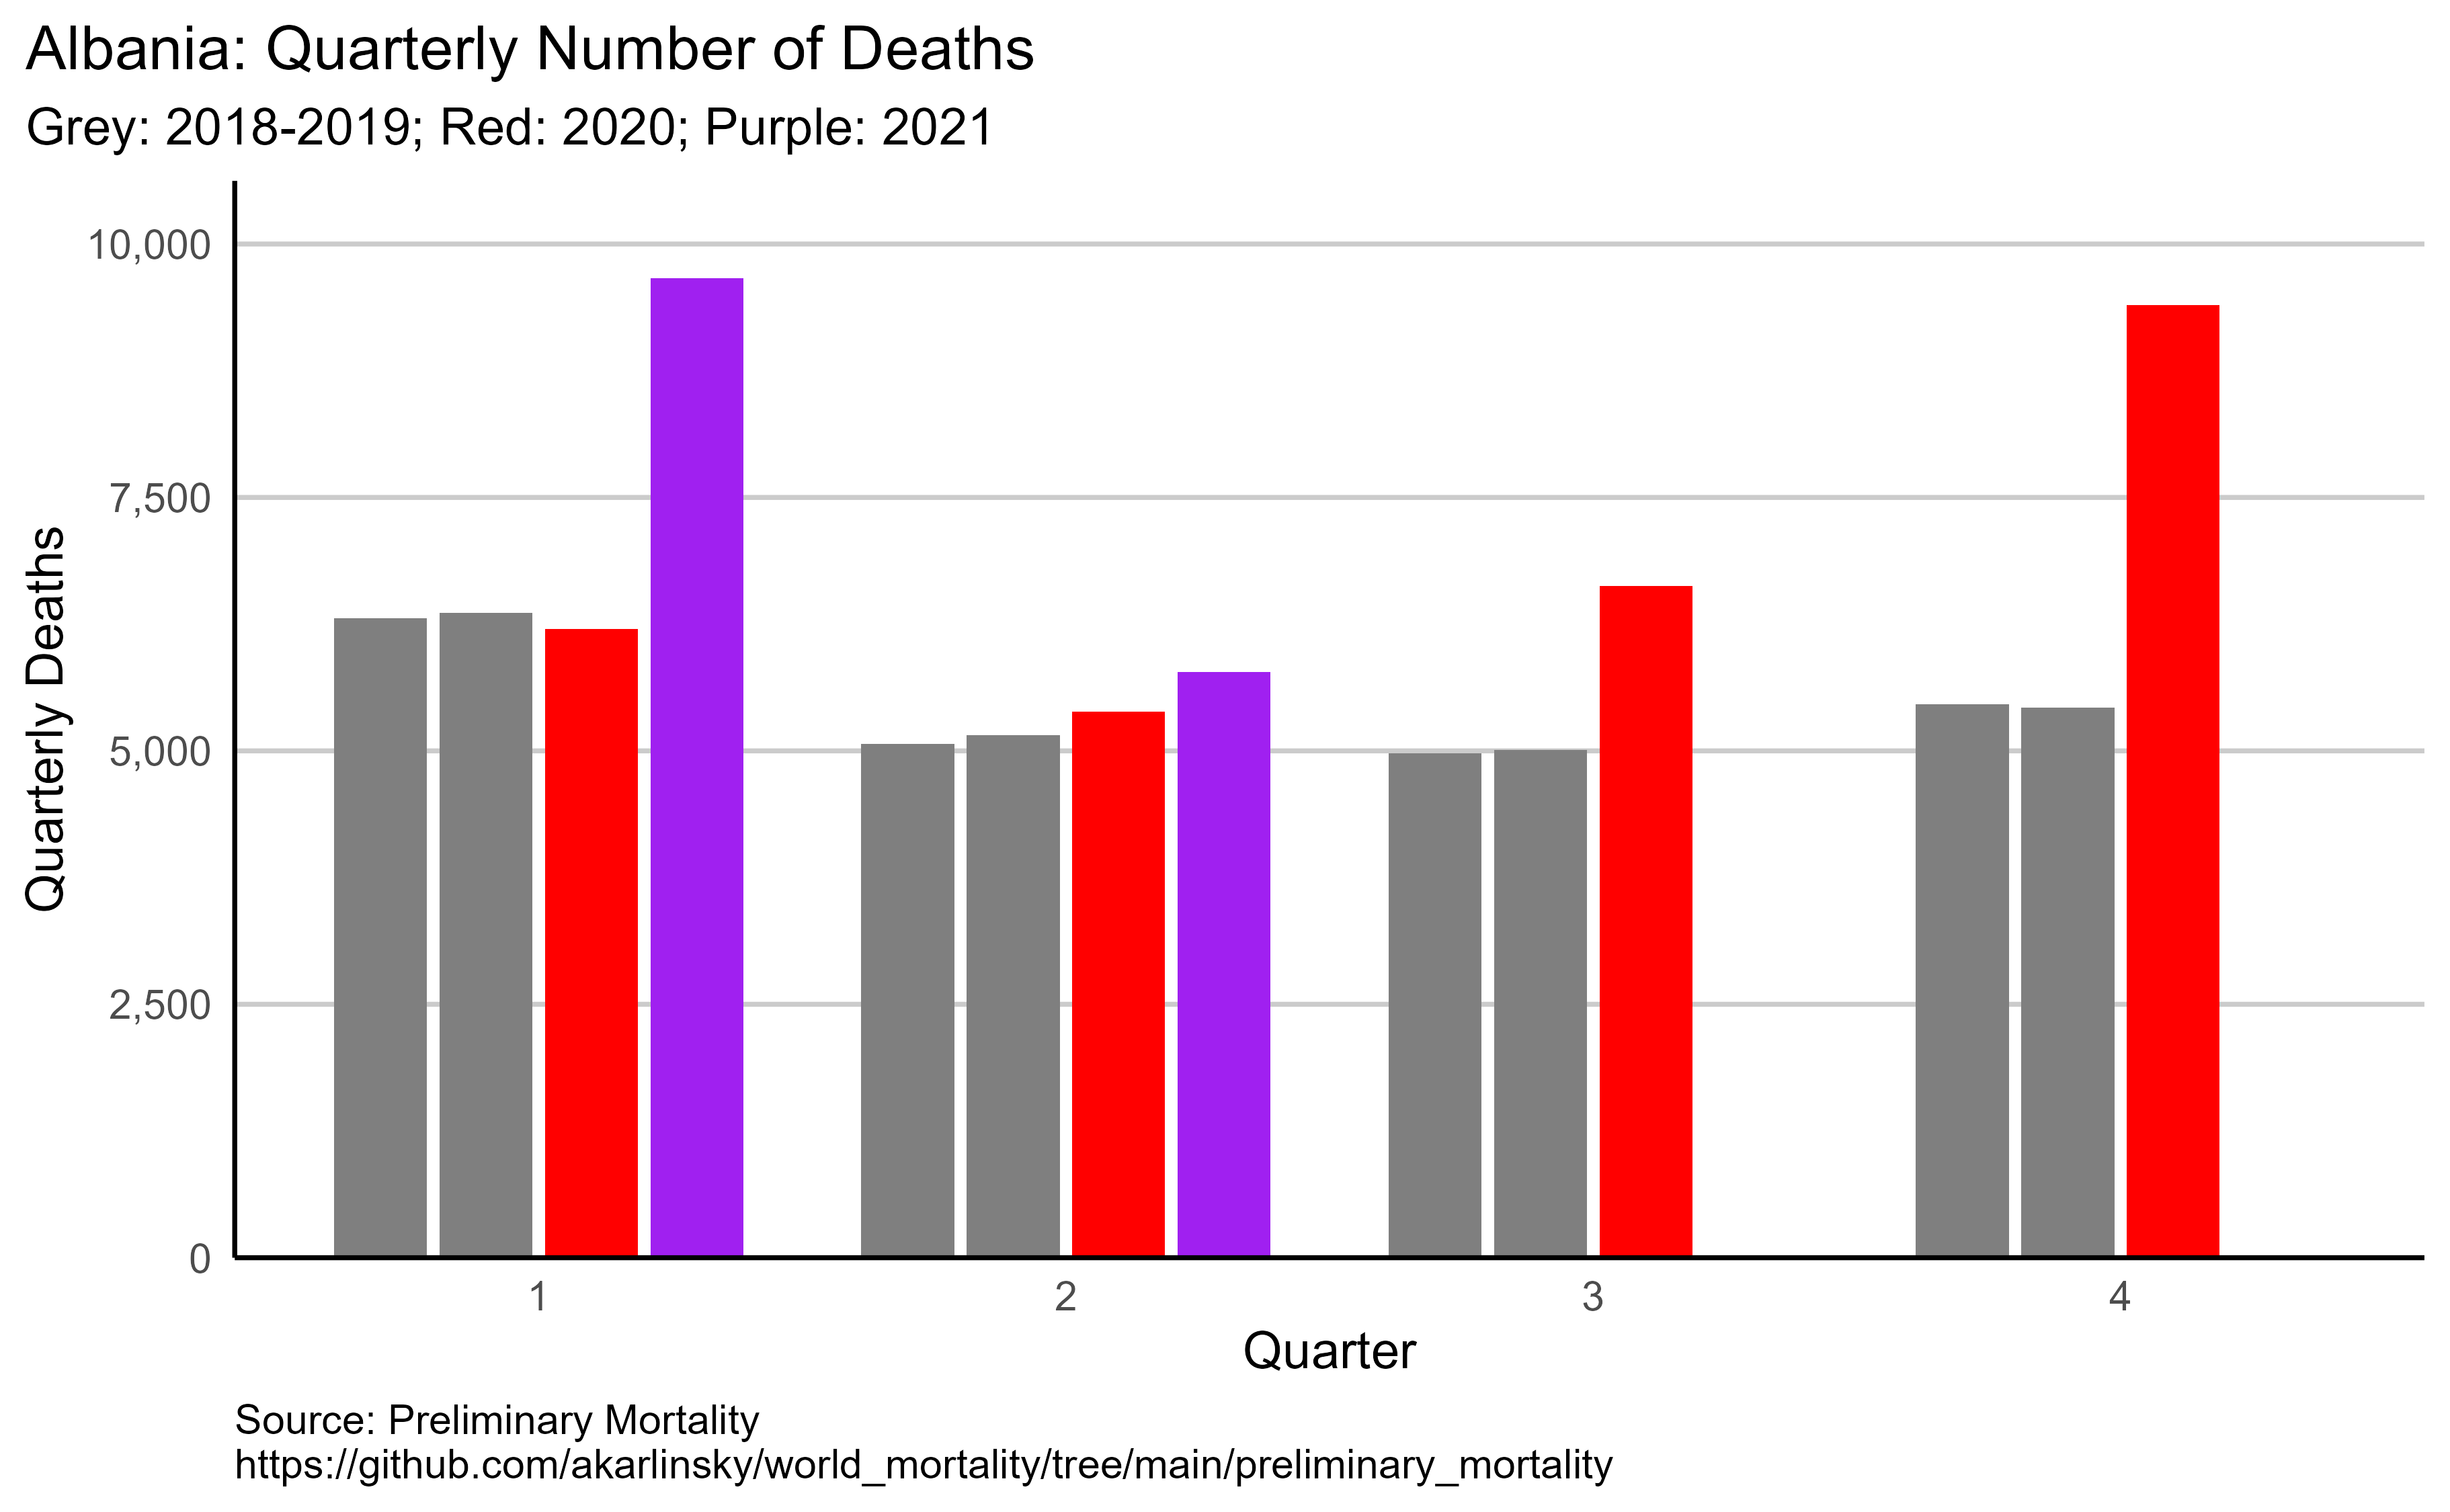 Albania: Quarterly Number of Deaths
Grey: 2018-2019; Red: 2020; Purple: 2021
10,000
7,500
5,000
2,500
0
Quarterly Deaths
1 2 3 4
Quarter
Source: Preliminary Mortality
https://github.com/akarlinsky/world_mortality/tree/main/preliminary_mortality